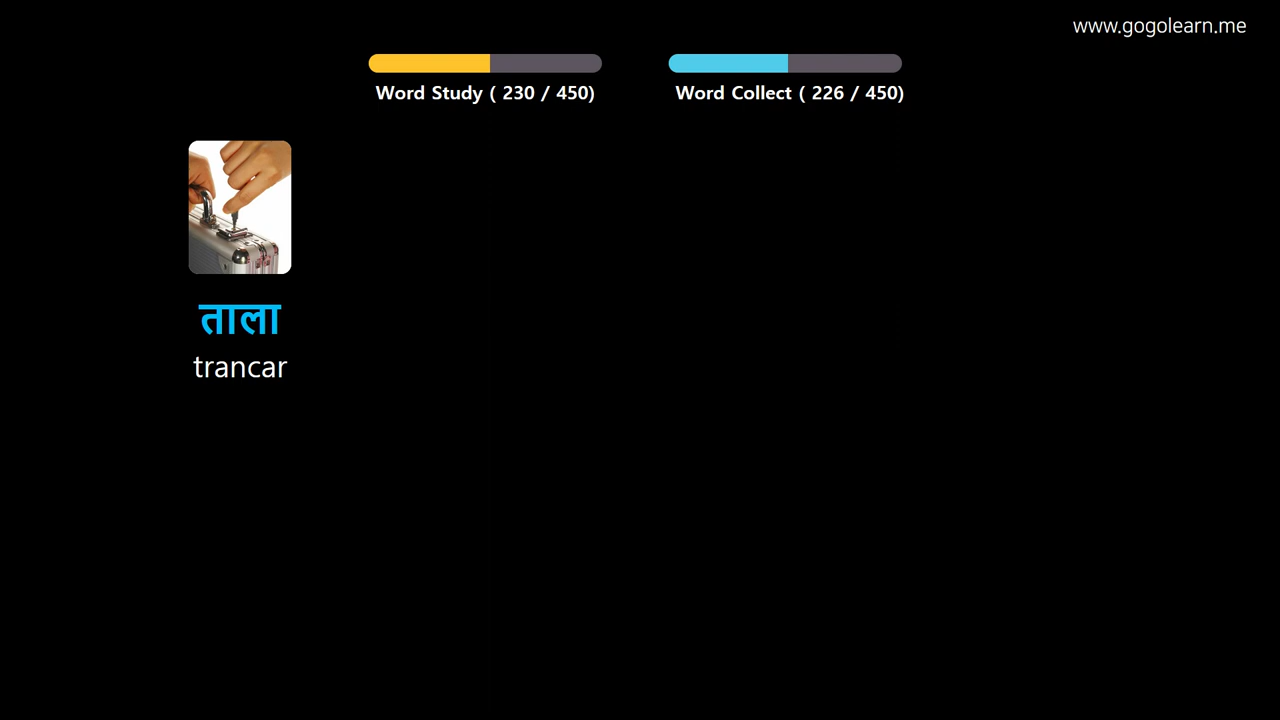 www.gogolearn.me
Word Study ( 230 / 450)
Word Collect ( 226 / 450)
ताला
trancar